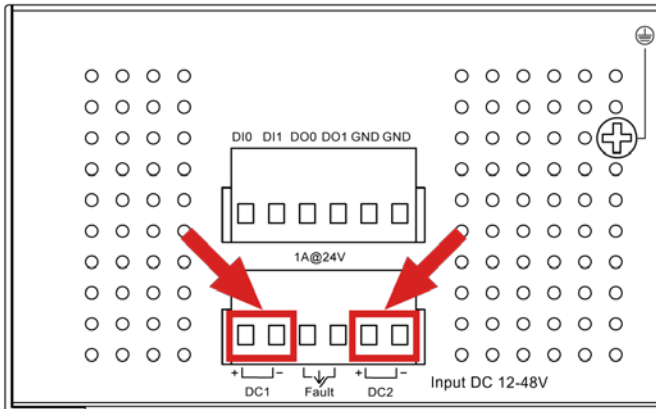 DI0 DI1 DO0 DO1 GND GND
1A@24V
+ − + −
DC1 Fault DC2
Input DC 12-48V